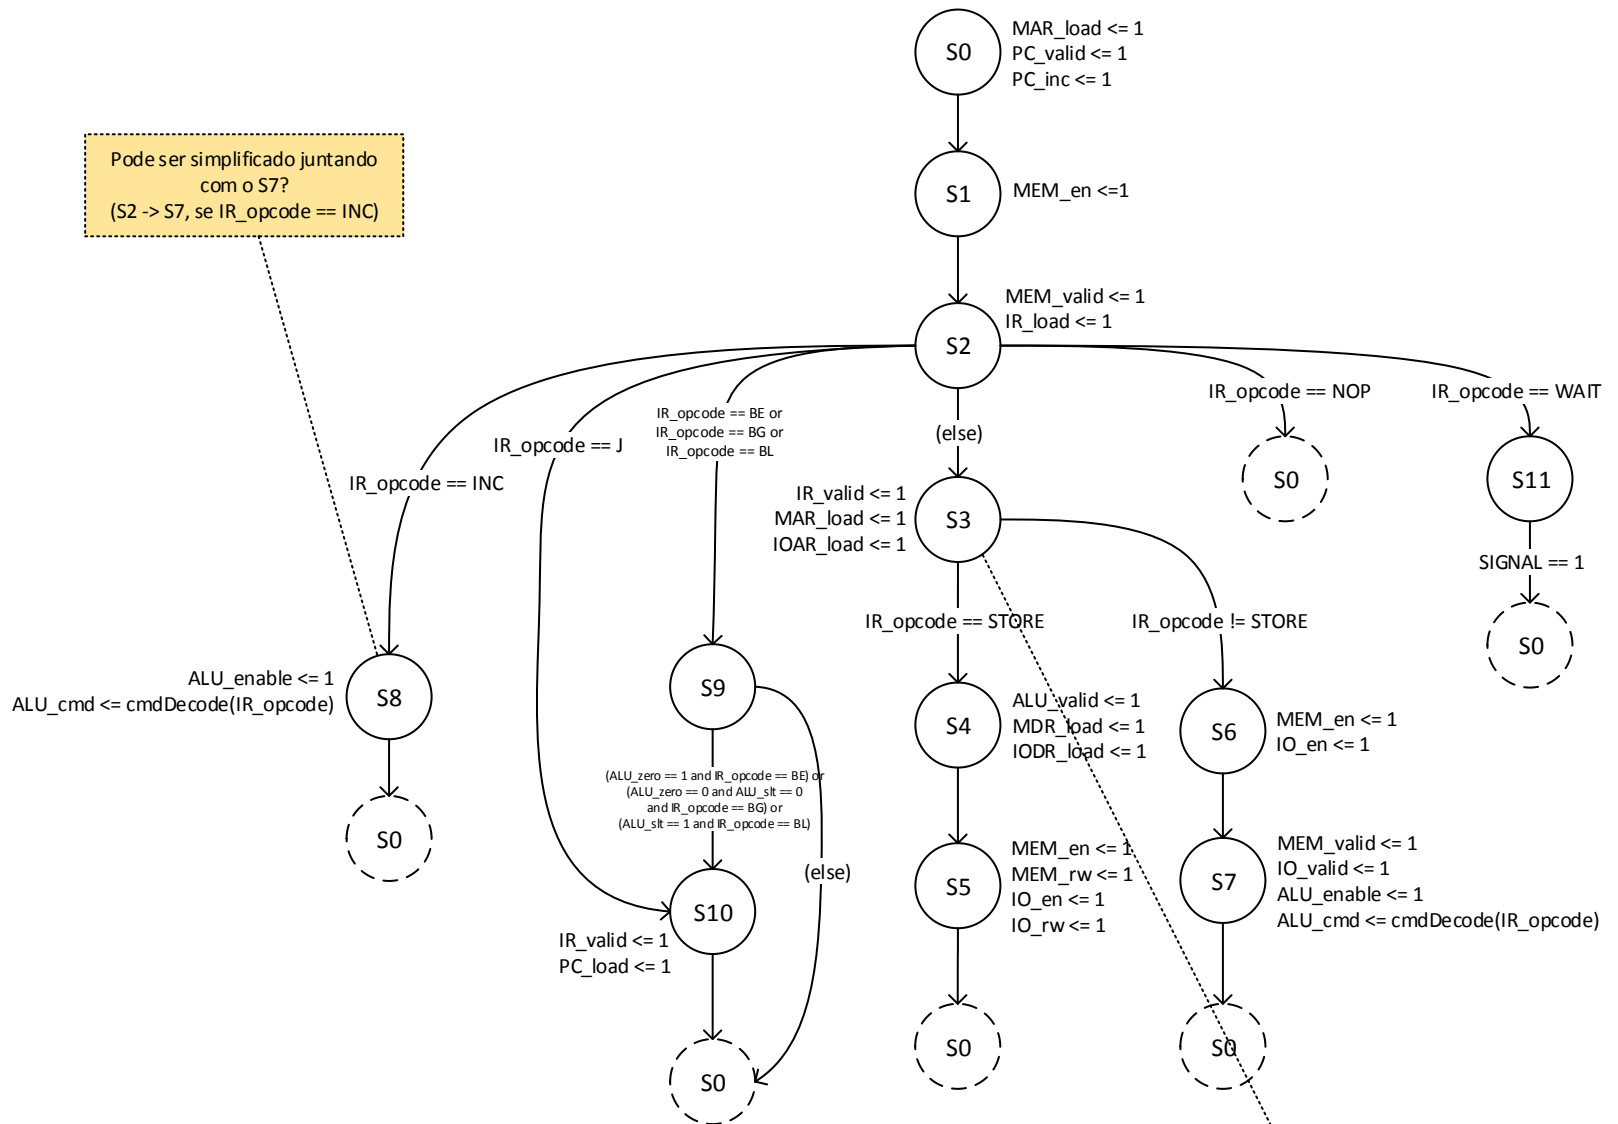 S0
MAR_load <= 1
PC_valid <= 1
PC_inc <= 1
Pode ser simplificado juntando
com o S7?
(S2 -> S7, se IR_opcode == INC)
S1
MEM_en <=1
MEM_valid <= 1
IR_load <= 1
S2
IR_opcode == INC
IR_opcode == J
IR_opcode == BE or
IR_opcode == BG or
IR_opcode == BL
(else)
IR_opcode == NOP
IR_opcode == WAIT
S0
S11
SIGNAL == 1
S0
IR_valid <= 1
MAR_load <= 1
IOAR_load <= 1
S3
IR_opcode == STORE
IR_opcode != STORE
ALU_enable <= 1
ALU_cmd <= cmdDecode(IR_opcode)
S8
S0
S9
(ALU_zero == 1 and IR_opcode == BE) or
(ALU_zero == 0 and ALU_slt == 0
and IR_opcode == BG) or
(ALU_slt == 1 and IR_opcode == BL)
(else)
S10
IR_valid <= 1
PC_load <= 1
S0
S4
ALU_valid <= 1
MDR_load <= 1
IODR_load <= 1
S5
MEM_en <= 1
MEM_rw <= 1
IO_en <= 1
IO_rw <= 1
S0
S6
MEM_en <= 1
IO_en <= 1
S7
MEM_valid <= 1
IO_valid <= 1
ALU_enable <= 1
ALU_cmd <= cmdDecode(IR_opcode)
S0